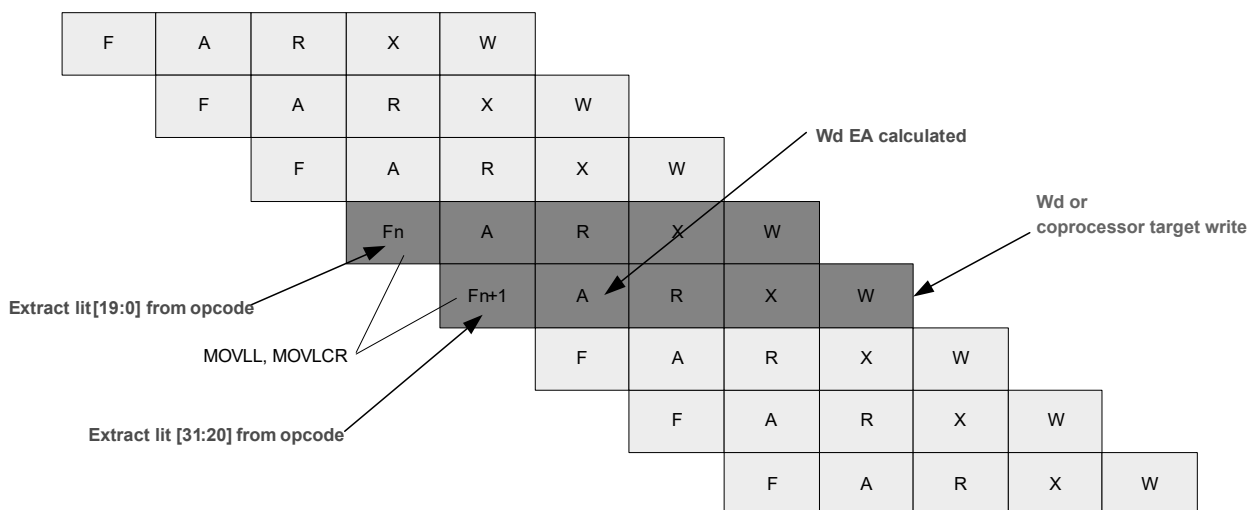 F A R X W
F A R X W
Wd EA calculated
F A R X W
Wd or
coprocessor target write
Fn A R X W
Extract lit[19:0] from opcode
Fn+1 A R X W
MOVLL, MOVLCR
F A R X W
Extract lit [31:20] from opcode
F A R X W
F A R X W